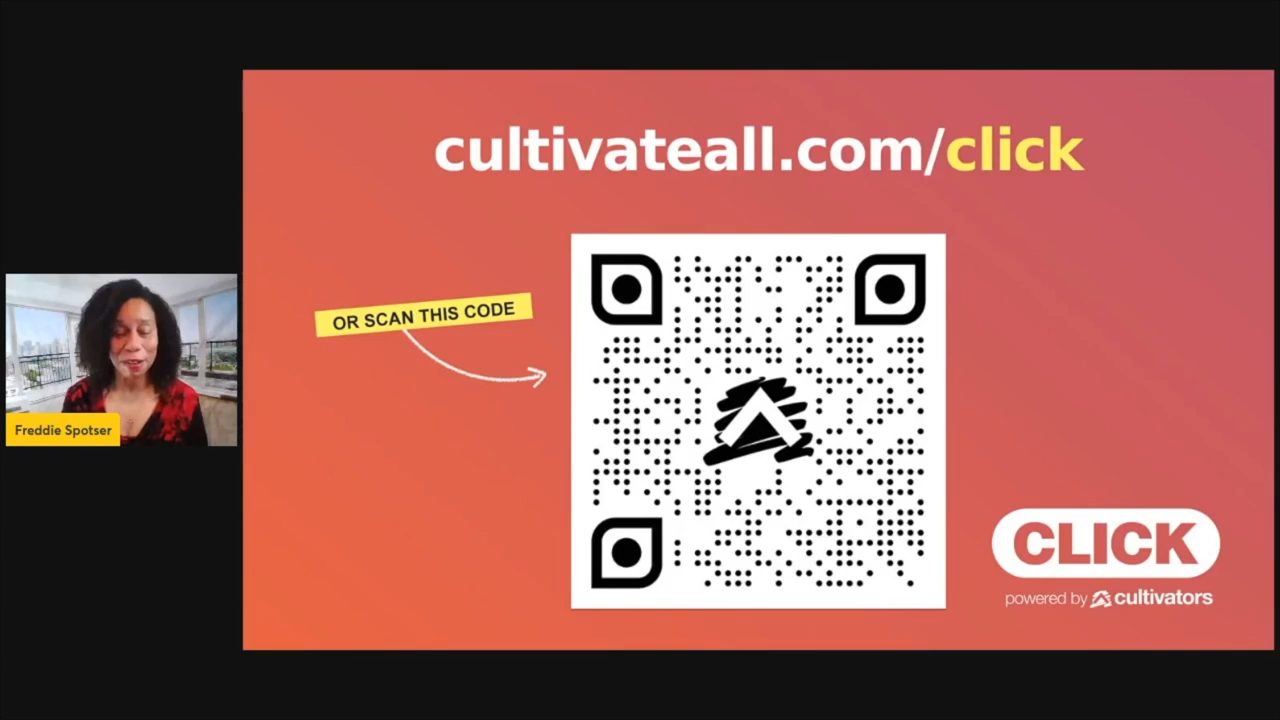 cultivateall.com/click
OR SCAN THIS CODE
Freddie Spotser
CLICK
powered by cultivators